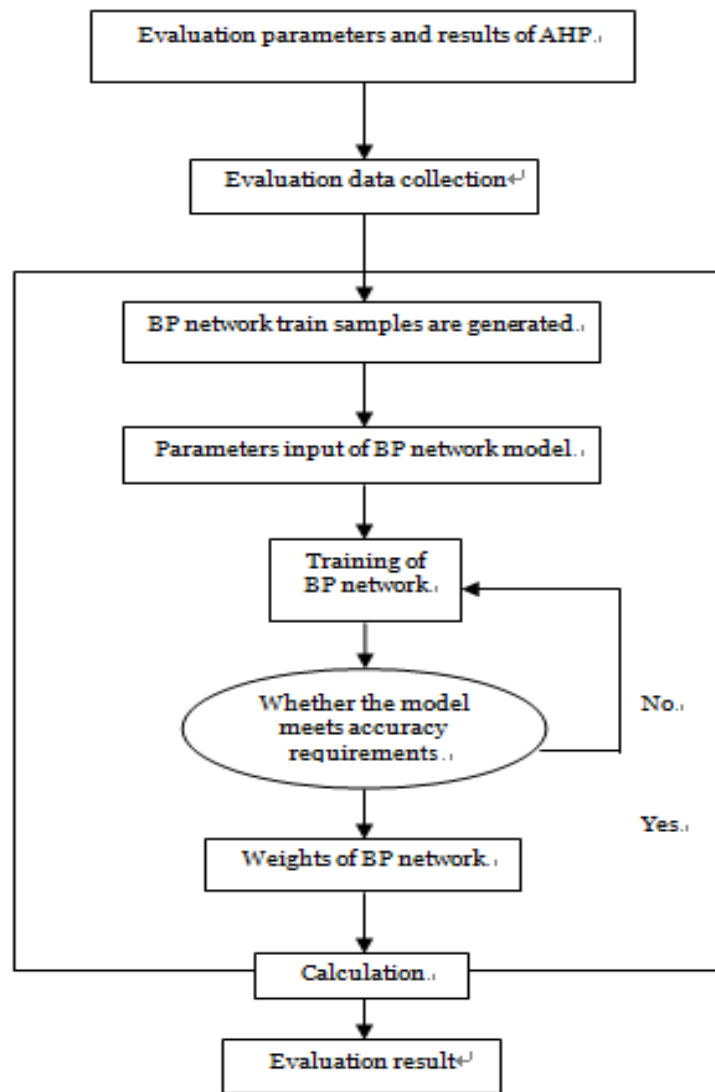 Evaluation parameters and results of AHP.
Evaluation data collection
BP network train samples are generated.
Parameters input of BP network model.
Training of
BP network.
Whether the model
meets accuracy
requirements.
No.
Yes.
Weights of BP network.
Calculation.
Evaluation result